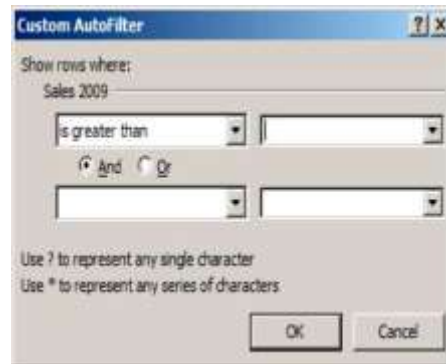 Custom AutoFilter ? X
Show rows where:
Sales 2009
is greater than
And Or
Use ? to represent any single character
Use * to represent any series of characters
OK Cancel